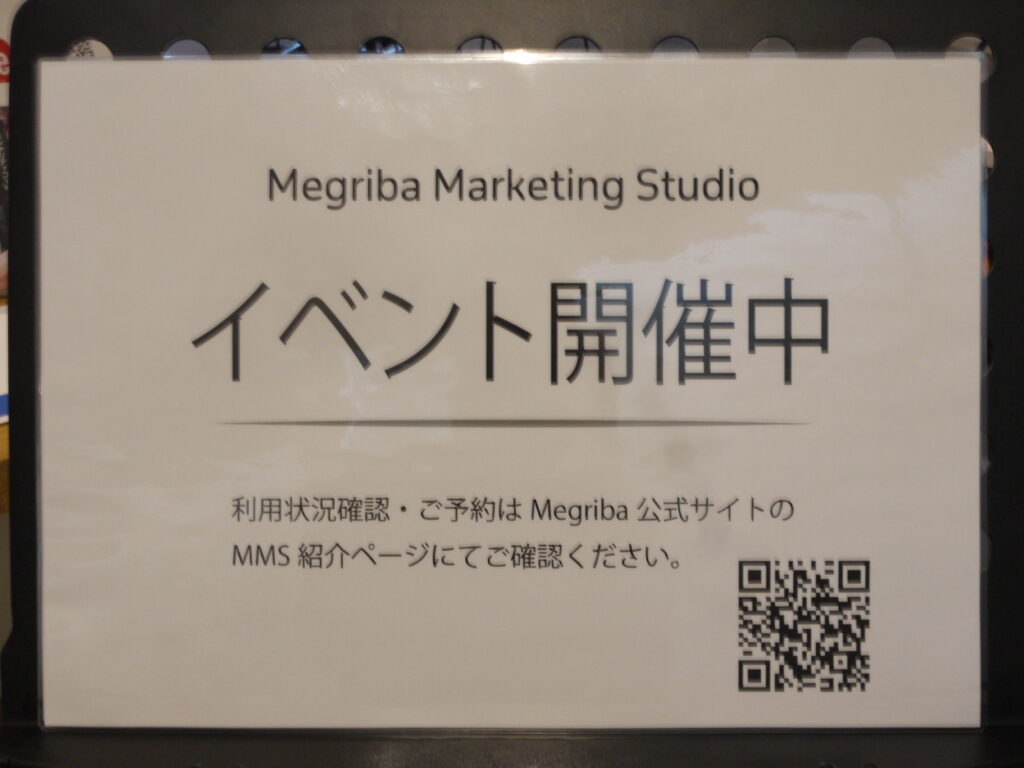 Megriba Marketing Studio
イベント開催中
利用状況確認・ご予約は Megriba 公式サイトの
MMS 紹介ページにてご確認ください。